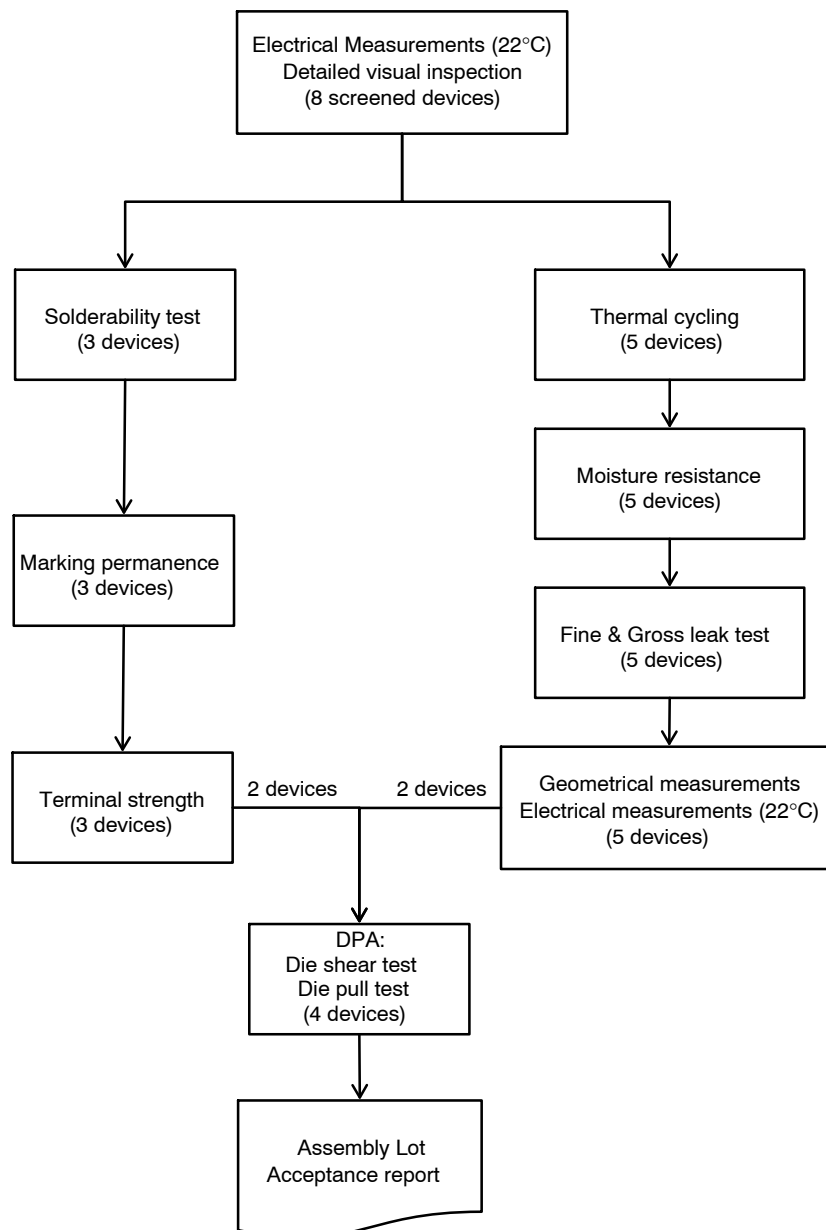 Electrical Measurements (22°C)
Detailed visual inspection
(8 screened devices)
Solderability test
(3 devices)
Marking permanence
(3 devices)
Terminal strength
(3 devices)
Thermal cycling
(5 devices)
Moisture resistance
(5 devices)
Fine & Gross leak test
(5 devices)
Geometrical measurements
Electrical measurements (22°C)
(5 devices)
2 devices
2 devices
DPA:
Die shear test
Die pull test
(4 devices)
Assembly Lot
Acceptance report